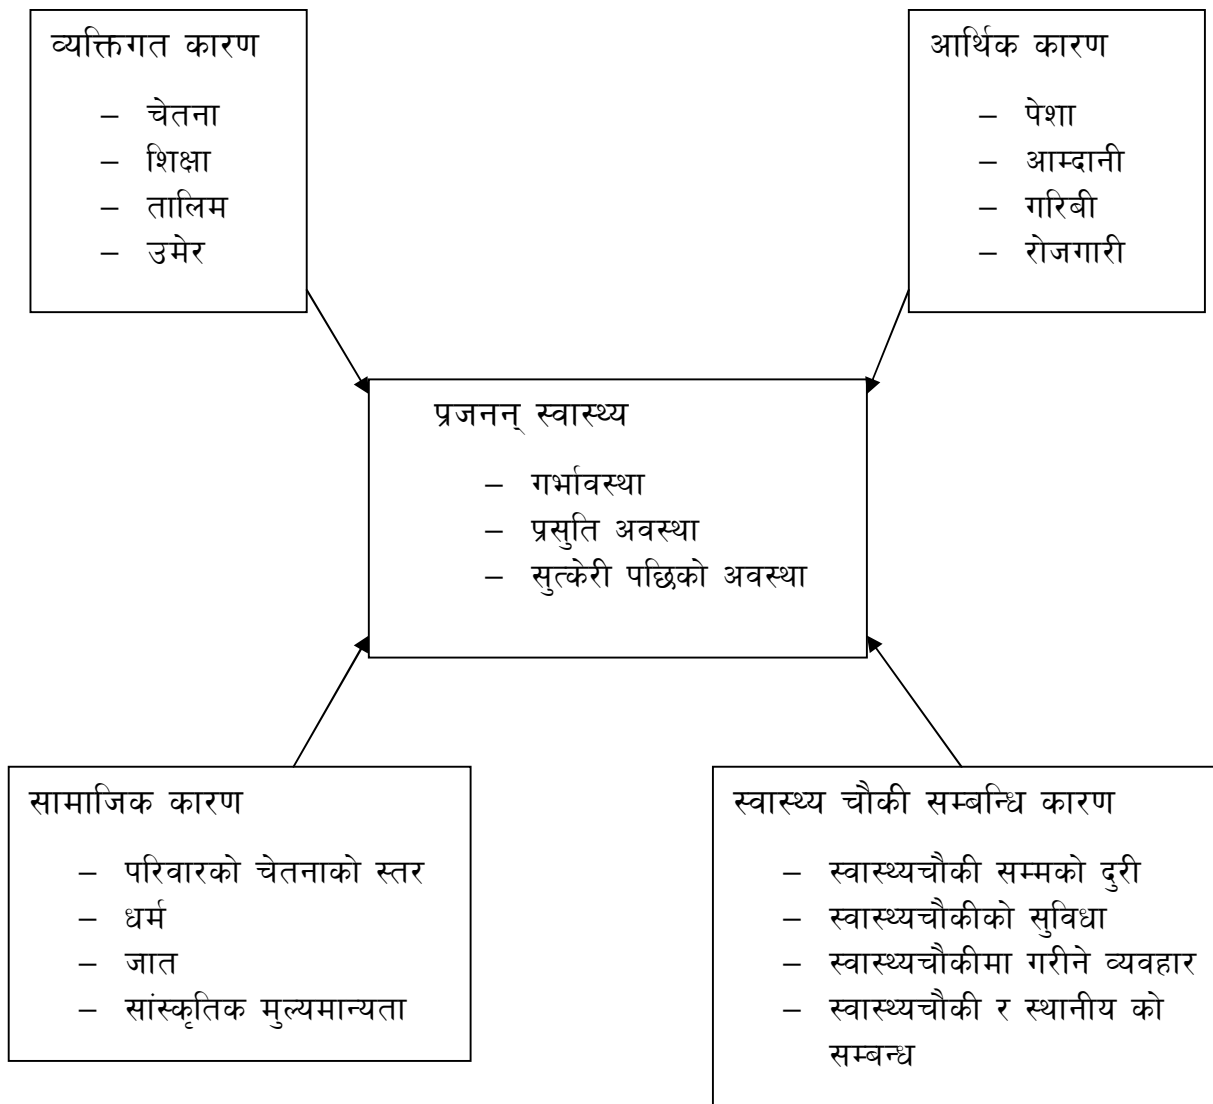 व्यक्तिगत कारण
– चेतना
– शिक्षा
– तालिम
– उमेर
आर्थिक कारण
– पेशा
– आम्दानी
– गरिबी
– रोजगारी
प्रजनन् स्वास्थ्य
– गर्भावस्था
– प्रसुति अवस्था
– सुत्केरी पछिको अवस्था
सामाजिक कारण
– परिवारको चेतनाको स्तर
– धर्म
– जात
– सांस्कृतिक मुल्यमान्यता
स्वास्थ्य चौकी सम्बन्धि कारण
– स्वास्थ्यचौकी सम्मको दुरी
– स्वास्थ्यचौकीको सुविधा
– स्वास्थ्यचौकीमा गरीने व्यवहार
– स्वास्थ्यचौकी र स्थानीय को
सम्बन्ध